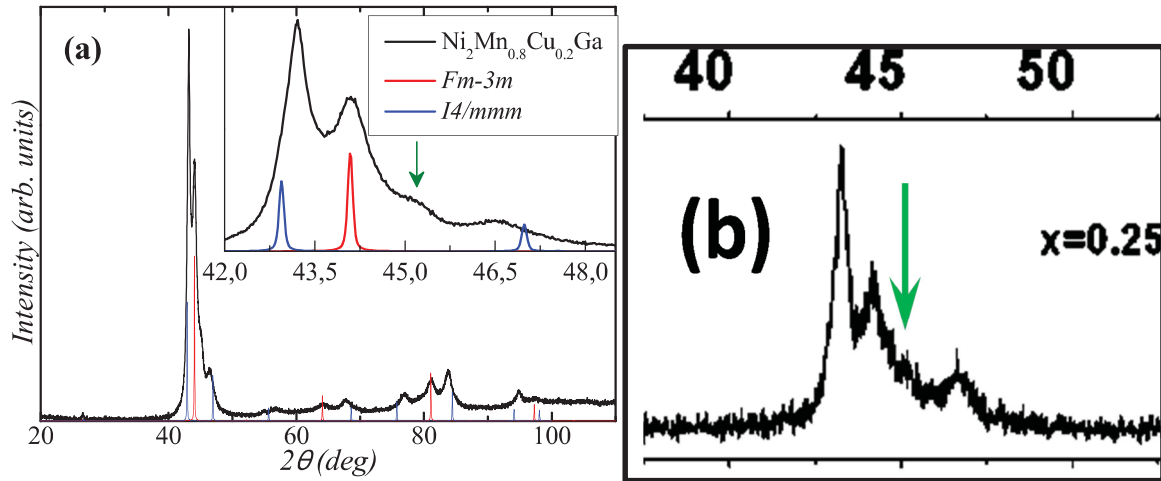 (a)
Ni₂Mn₀.₈Cu₀.₂Ga
Fm-3m
I4/mmm
42,0 43,5 45,0 46,5 48,0
Intensity (arb. units)
20 40 60 80 100
2θ (deg)
40 45 50
(b)
x=0.25